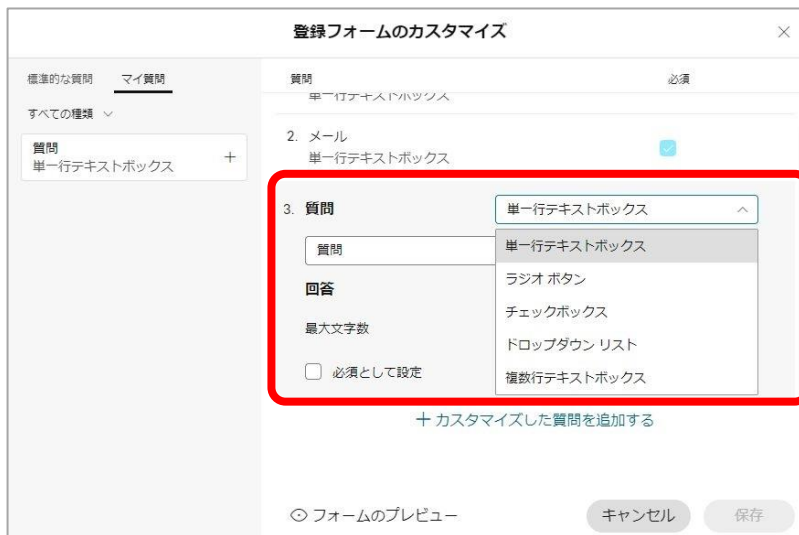 登録フォームのカスタマイズ
標準的な質問 マイ質問
すべての種類
質問
単一行テキストボックス
質問 必須
単一行テキストボックス
2. メール
単一行テキストボックス
3. 質問 単一行テキストボックス
質問
回答
最大文字数
必須として設定
単一行テキストボックス
ラジオ ボタン
チェックボックス
ドロップダウン リスト
複数行テキストボックス
+ カスタマイズした質問を追加する
フォームのプレビュー キャンセル 保存